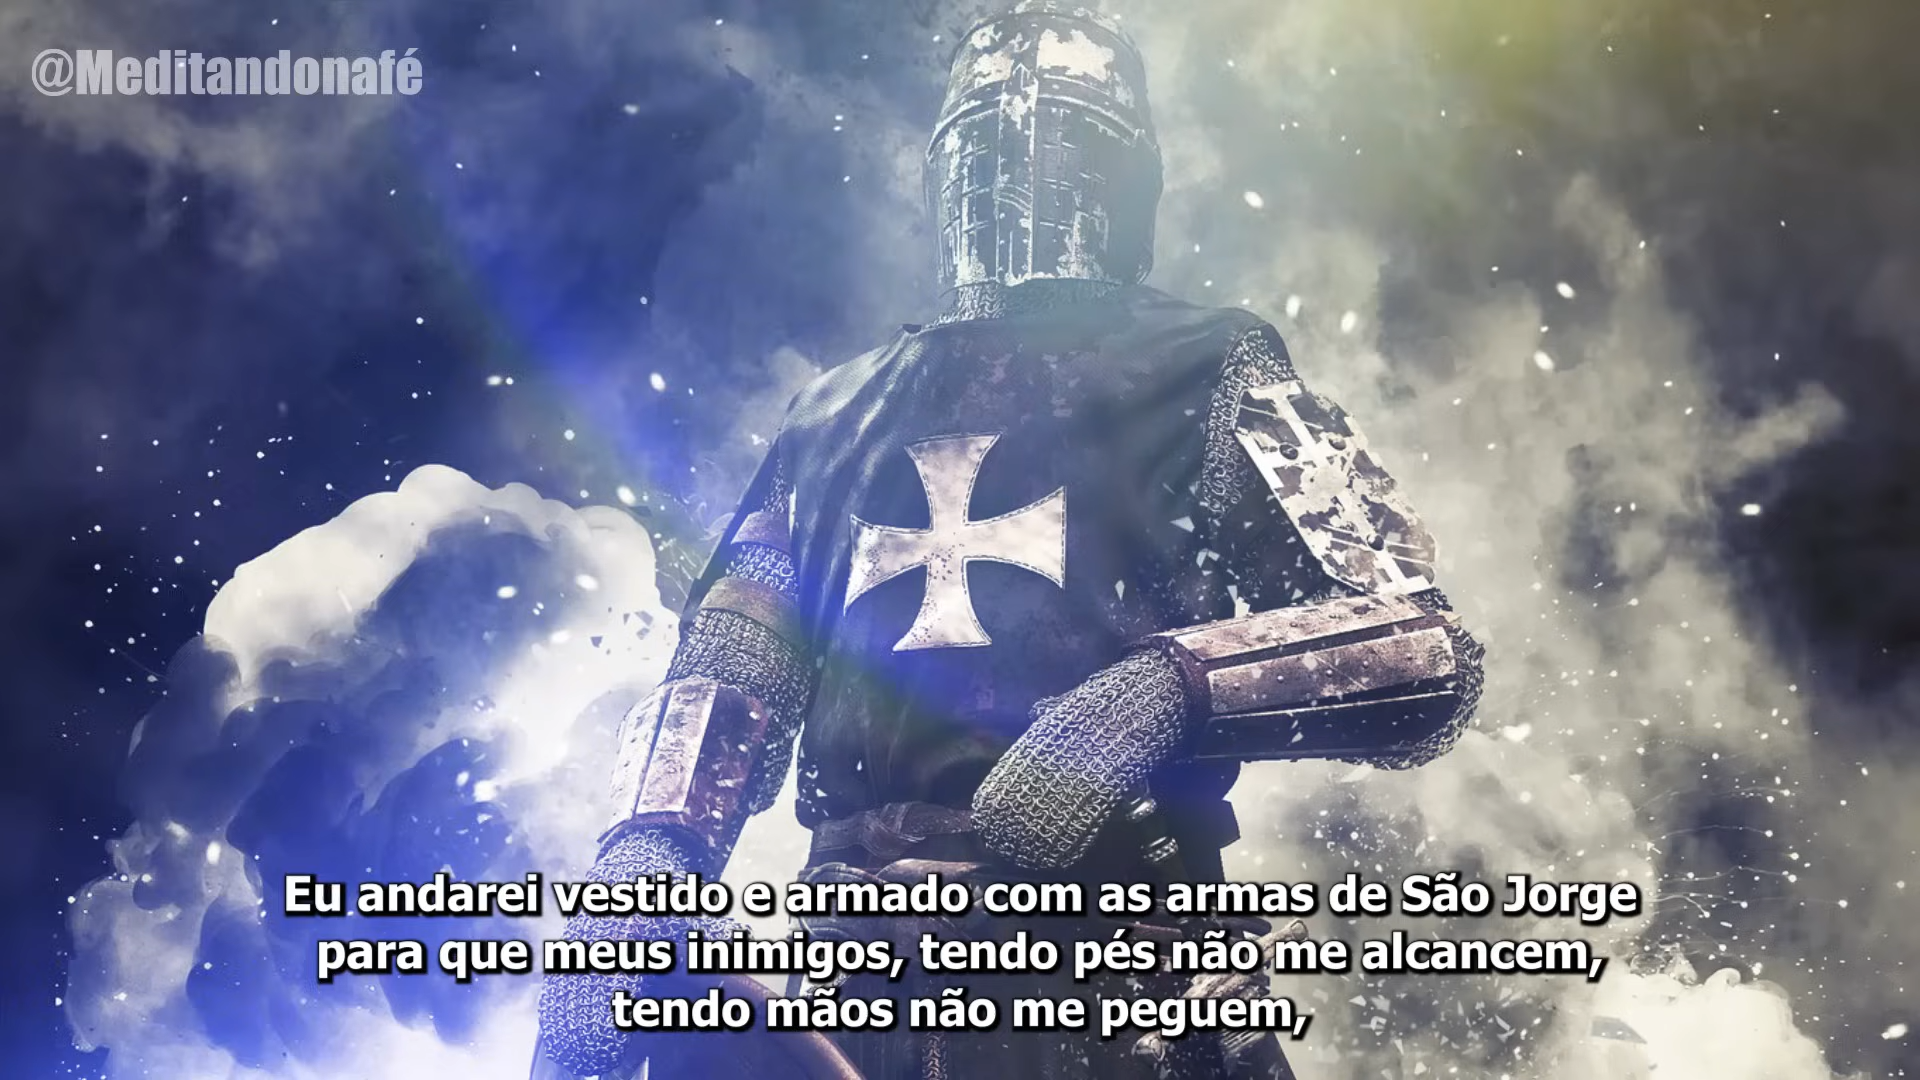 @Meditandonafé
Eu andarei vestido e armado com as armas de São Jorge
para que meus inimigos, tendo pés não me alcancem,
tendo mãos não me peguem,